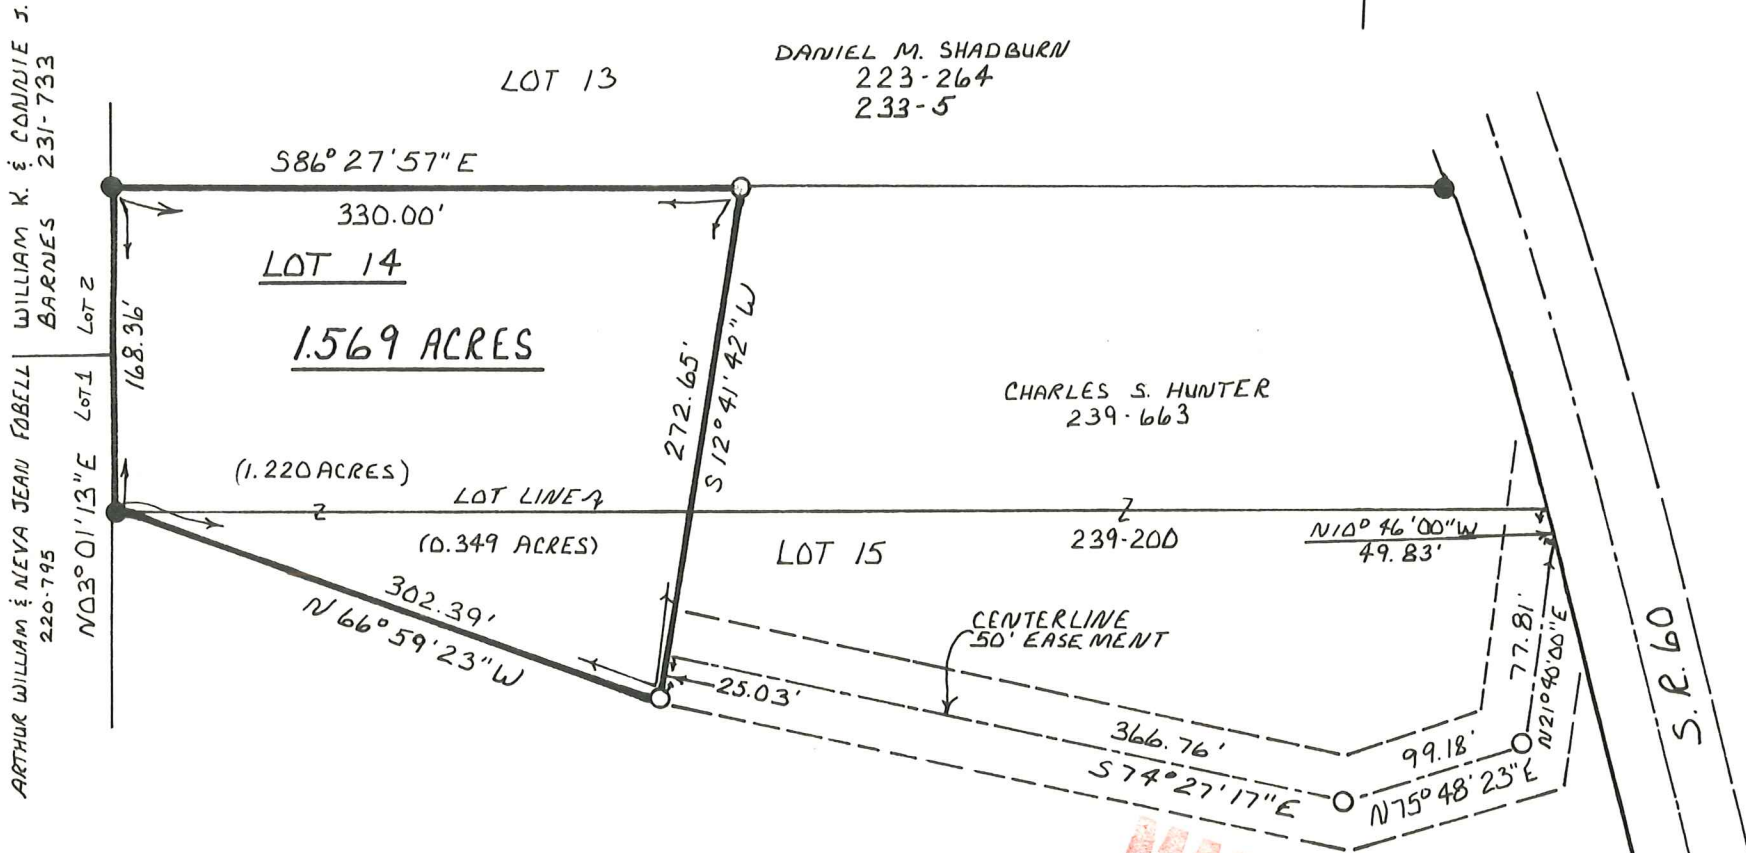 DANIEL M. SHADBURN
223-264
233-5
LOT 13
WILLIAM K. & CONNIE J.
BARNES 231-733
S86° 27'57" E
330.00'
LOT 14
1.569 ACRES
LOT 2
168.36'
ARTHUR WILLIAM & NEVA JEAN FOBELL
220-795
LOT 1
N03° 01'13" E
272.65'
S 12° 41'42" W
CHARLES S. HUNTER
239-663
(1.220 ACRES)
LOT LINE
(0.349 ACRES)
LOT 15
239-200
N10° 46'00" W
49.83'
302.39'
N 66° 59'23" W
CENTERLINE
50' EASEMENT
25.03'
366.76'
S 74° 27'17" E
99.18'
N75° 48'23" E
77.81'
N21° 40'00" E
S.R. 60